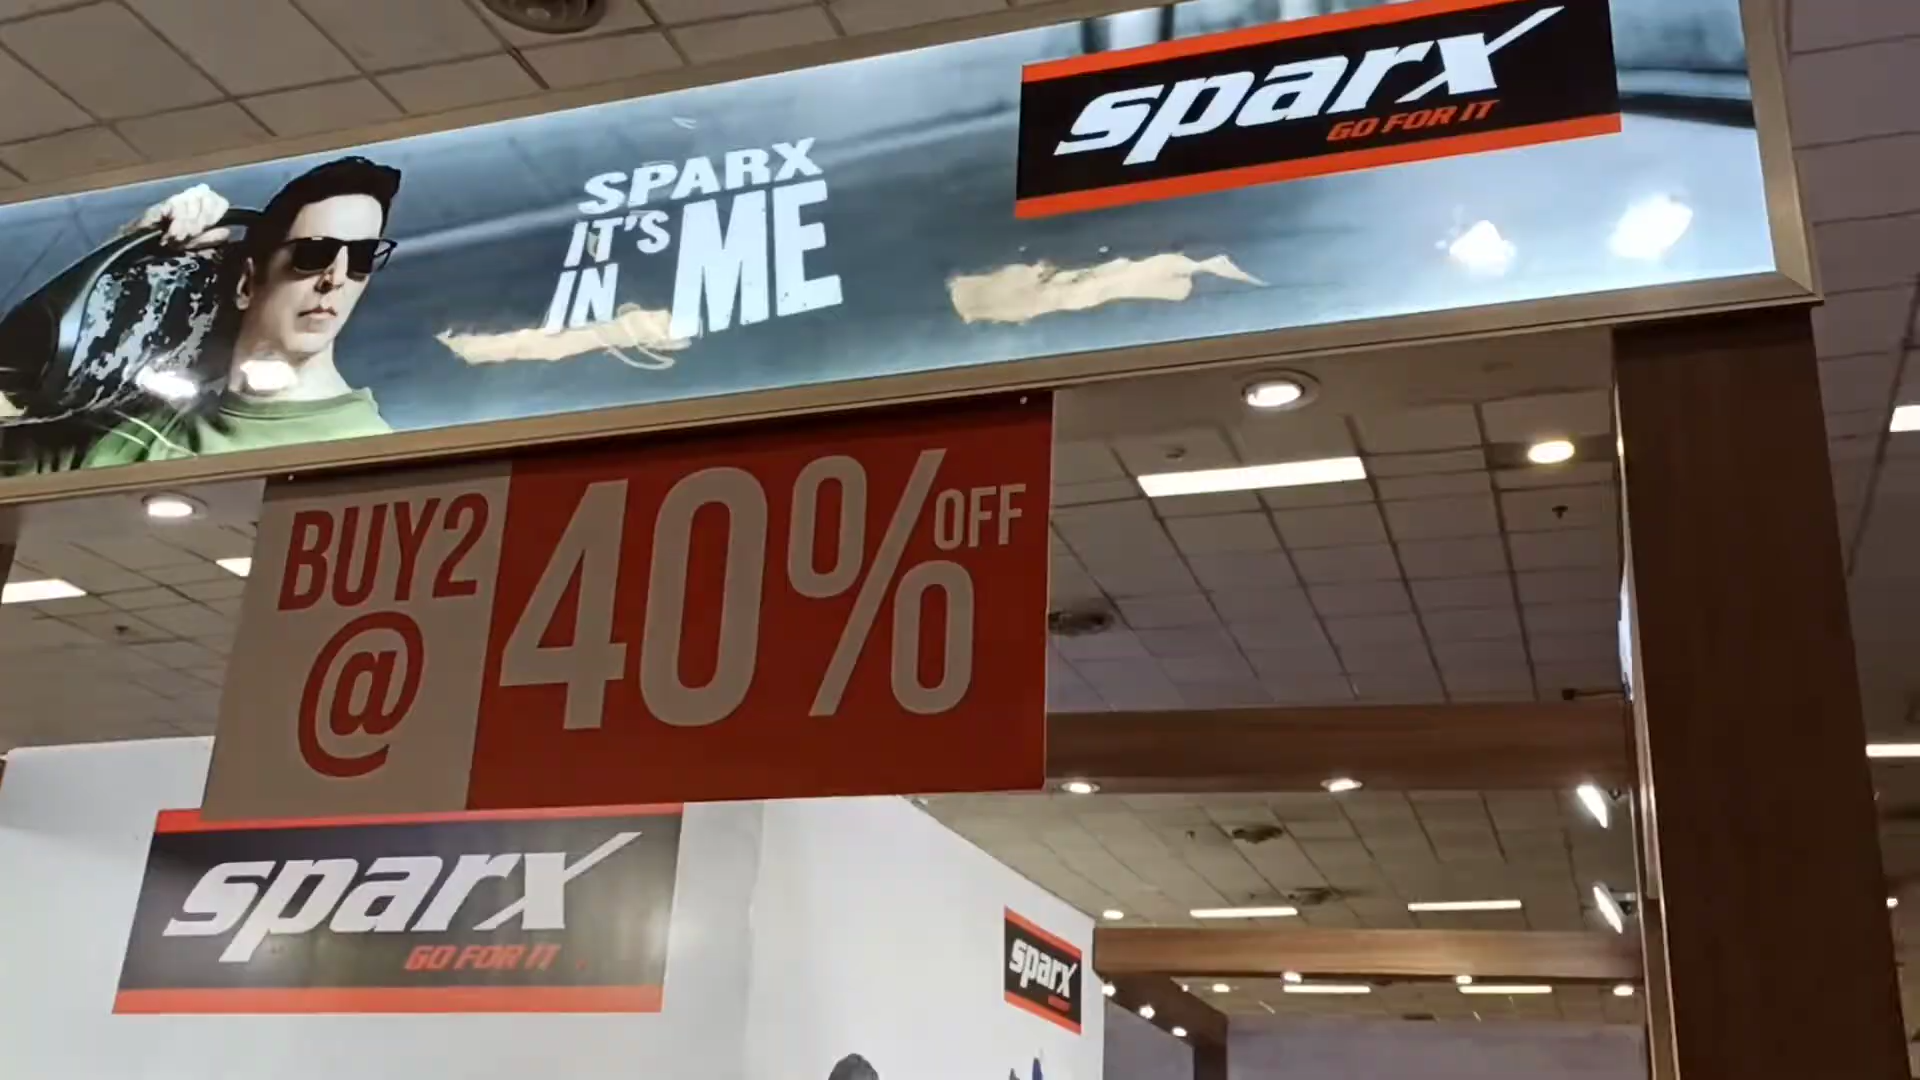 SPARX
IT'S
IN ME
sparx
GO FOR IT
BUY2
@
40% OFF
sparx
GO FOR IT
sparx